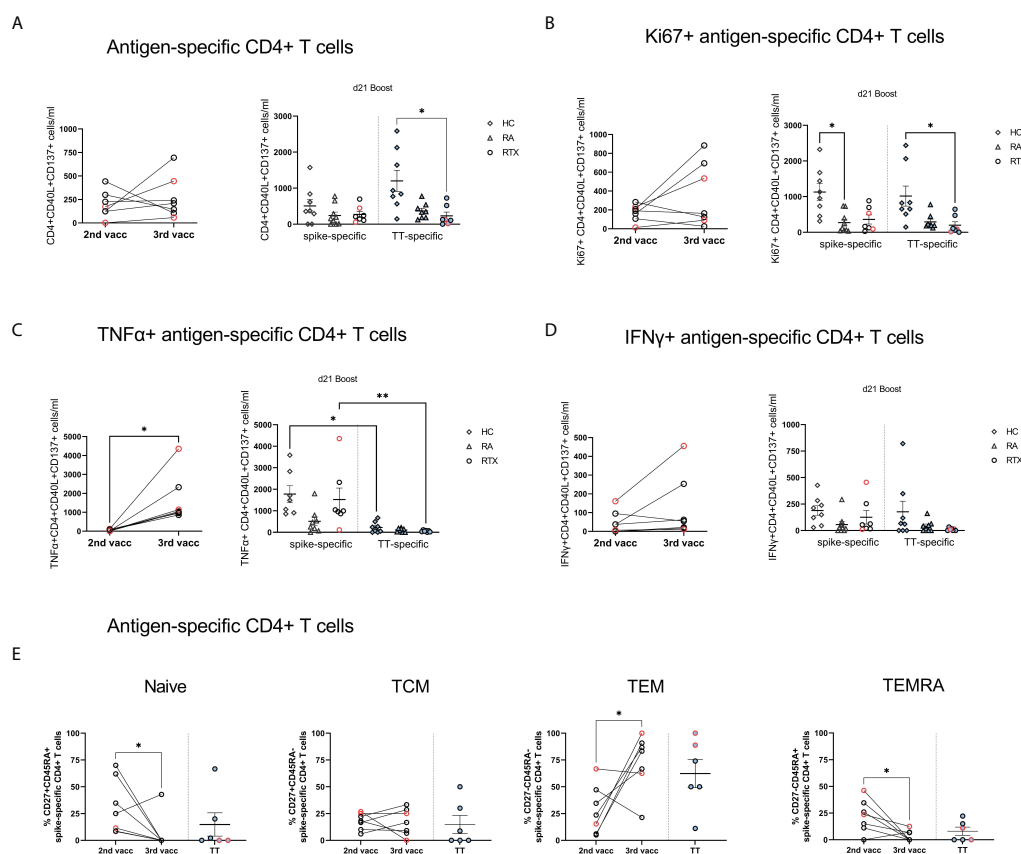 A
Antigen-specific CD4+ T cells
CD4+CD40L+CD137+ cells/ml
1000
750
500
250
0
2nd vacc 3rd vacc
d21 Boost
CD4+CD40L+CD137+ cells/ml
3000
2000
1000
0
*
spike-specific TT-specific
HC
RA
RTX
B
Ki67+ antigen-specific CD4+ T cells
Ki67+ CD4+CD40L+CD137+ cells/ml
1000
800
600
400
200
0
2nd vacc 3rd vacc
d21 Boost
Ki67+ CD4+CD40L+CD137+ cells/ml
3000
2000
1000
0
* *
spike-specific TT-specific
HC
RA
RT
C
TNFα+ antigen-specific CD4+ T cells
TNFα+CD4+CD40L+CD137+ cells/ml
5000
4000
3000
2000
1000
0
*
2nd vacc 3rd vacc
d21 Boost
TNFα+ CD4+CD40L+CD137+ cells/ml
5000
4000
3000
2000
1000
0
**
*
spike-specific TT-specific
HC
RA
RTX
D
IFNγ+ antigen-specific CD4+ T cells
IFNγ+CD4+CD40L+CD137+ cells/ml
500
400
300
200
100
0
2nd vacc 3rd vacc
d21 Boost
IFNγ+CD4+CD40L+CD137+ cells/ml
1000
750
500
250
0
spike-specific TT-specific
HC
RA
RTX
Antigen-specific CD4+ T cells
E
Naive
% CD27+CD45RA+
spike-specific CD4+ T cells
100
75
50
25
0
*
2nd vacc 3rd vacc TT
TCM
% CD27+CD45RA-
spike-specific CD4+ T cells
100
75
50
25
0
2nd vacc 3rd vacc TT
TEM
% CD27-CD45RA-
spike-specific CD4+ T cells
100
75
50
25
0
*
2nd vacc 3rd vacc TT
TEMRA
% CD27-CD45RA+
spike-specific CD4+ T cells
100
75
50
25
0
*
2nd vacc 3rd vacc TT